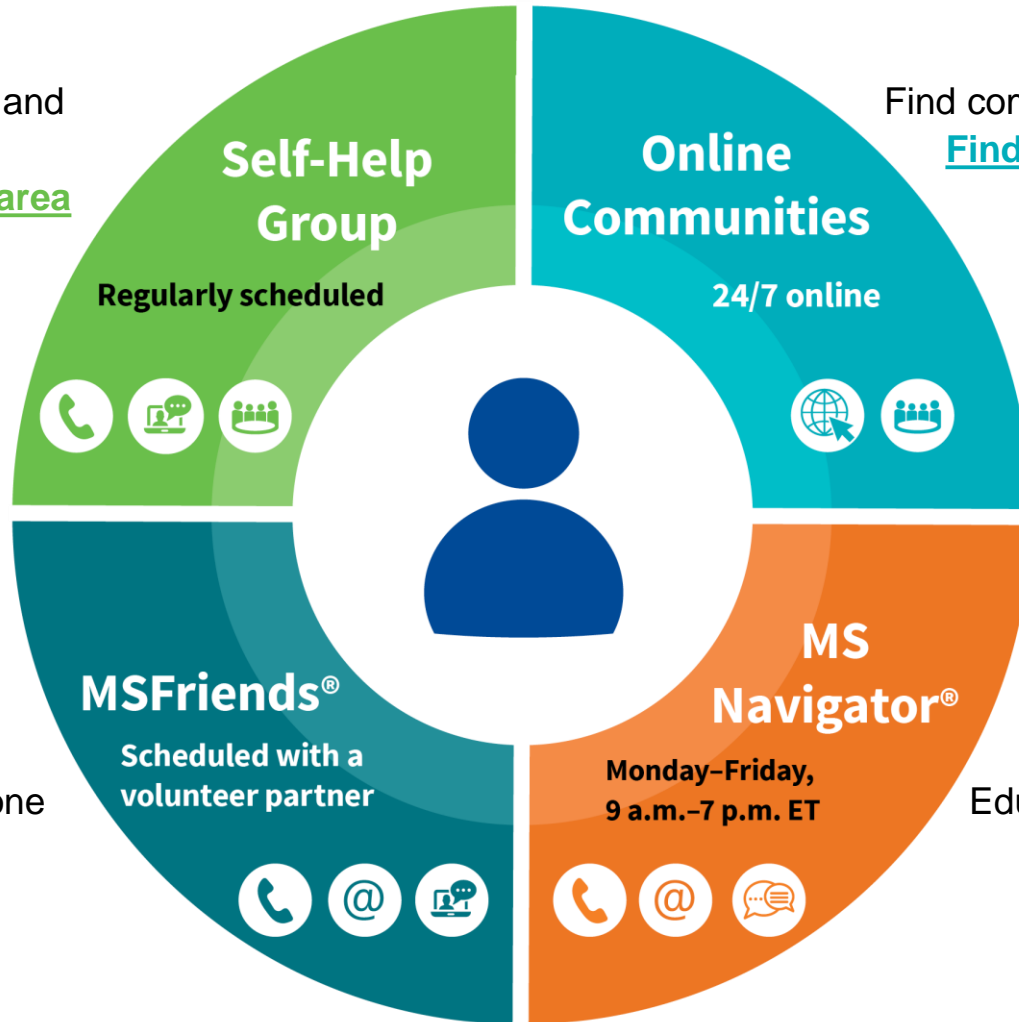 and
area
Self-Help
Group
Regularly scheduled
Find con
Find
Online
Communities
24/7 online
MSFriends®
Scheduled with a
volunteer partner
one
@
MS
Navigator®
Monday–Friday,
9 a.m.–7 p.m. ET
Edu
@